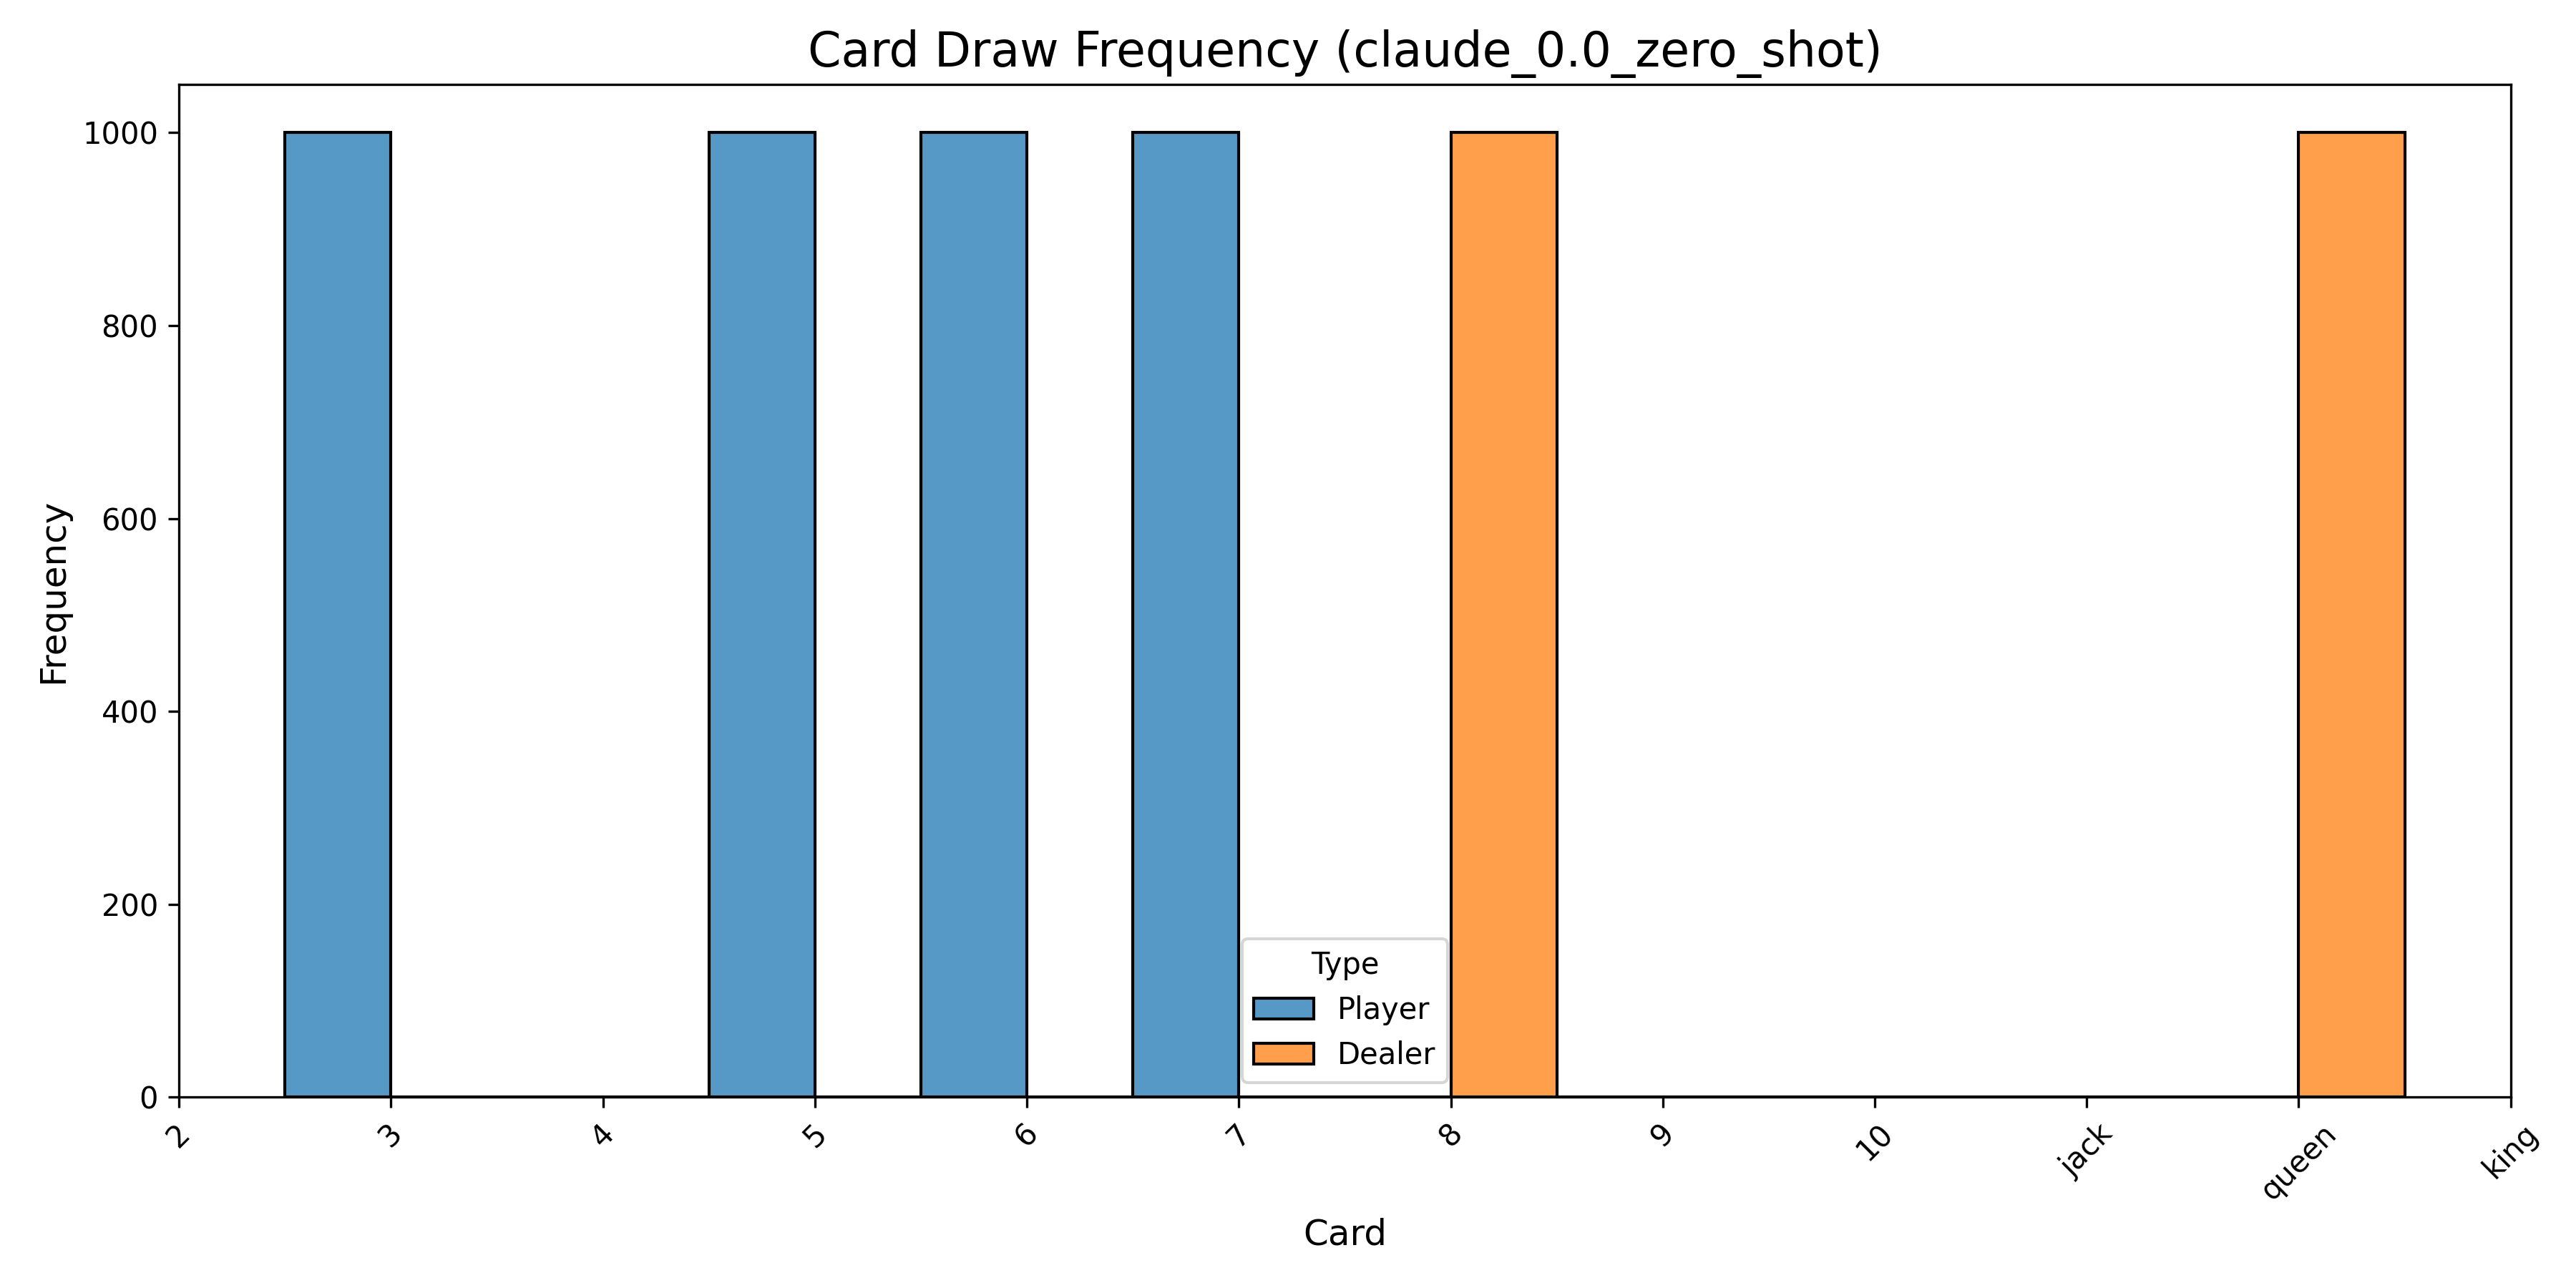 Card Draw Frequency (claude_0.0_zero_shot)
1000
800
600
400
200
0
Frequency
Type
Player
Dealer
2
3
4
5
6
7
8
9
10
jack
queen
king
Card